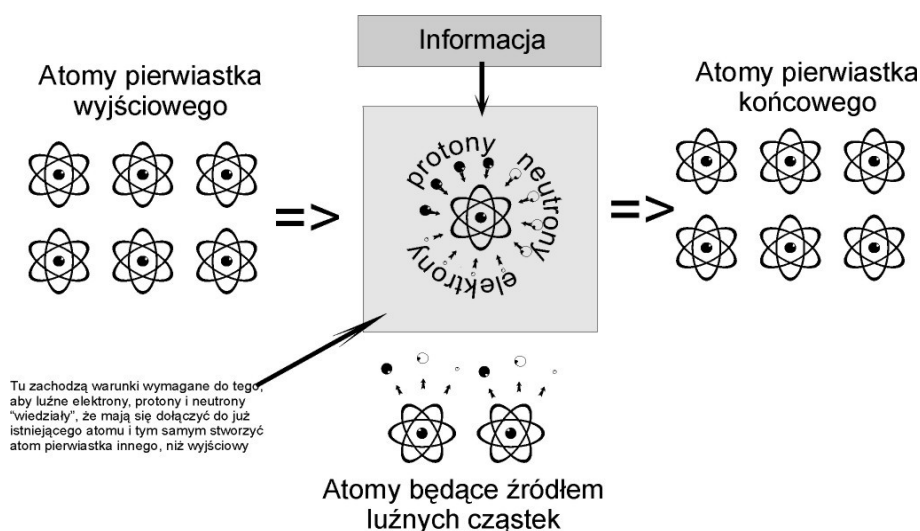 Informacja
Atomy pierwiastka
wyjściowego
Atomy pierwiastka
końcowego
protony
neutrony
elektrony
=>
=>
Tu zachodzą warunki wymagane do tego,
aby luźne elektrony, protony i neutrony
“wiedziały”, że mają się dołączyć do już
istniejącego atomu i tym samym stworzyć
atom pierwiastka innego, niż wyjściowy
Atomy będące źródłem
luźnych cząstek